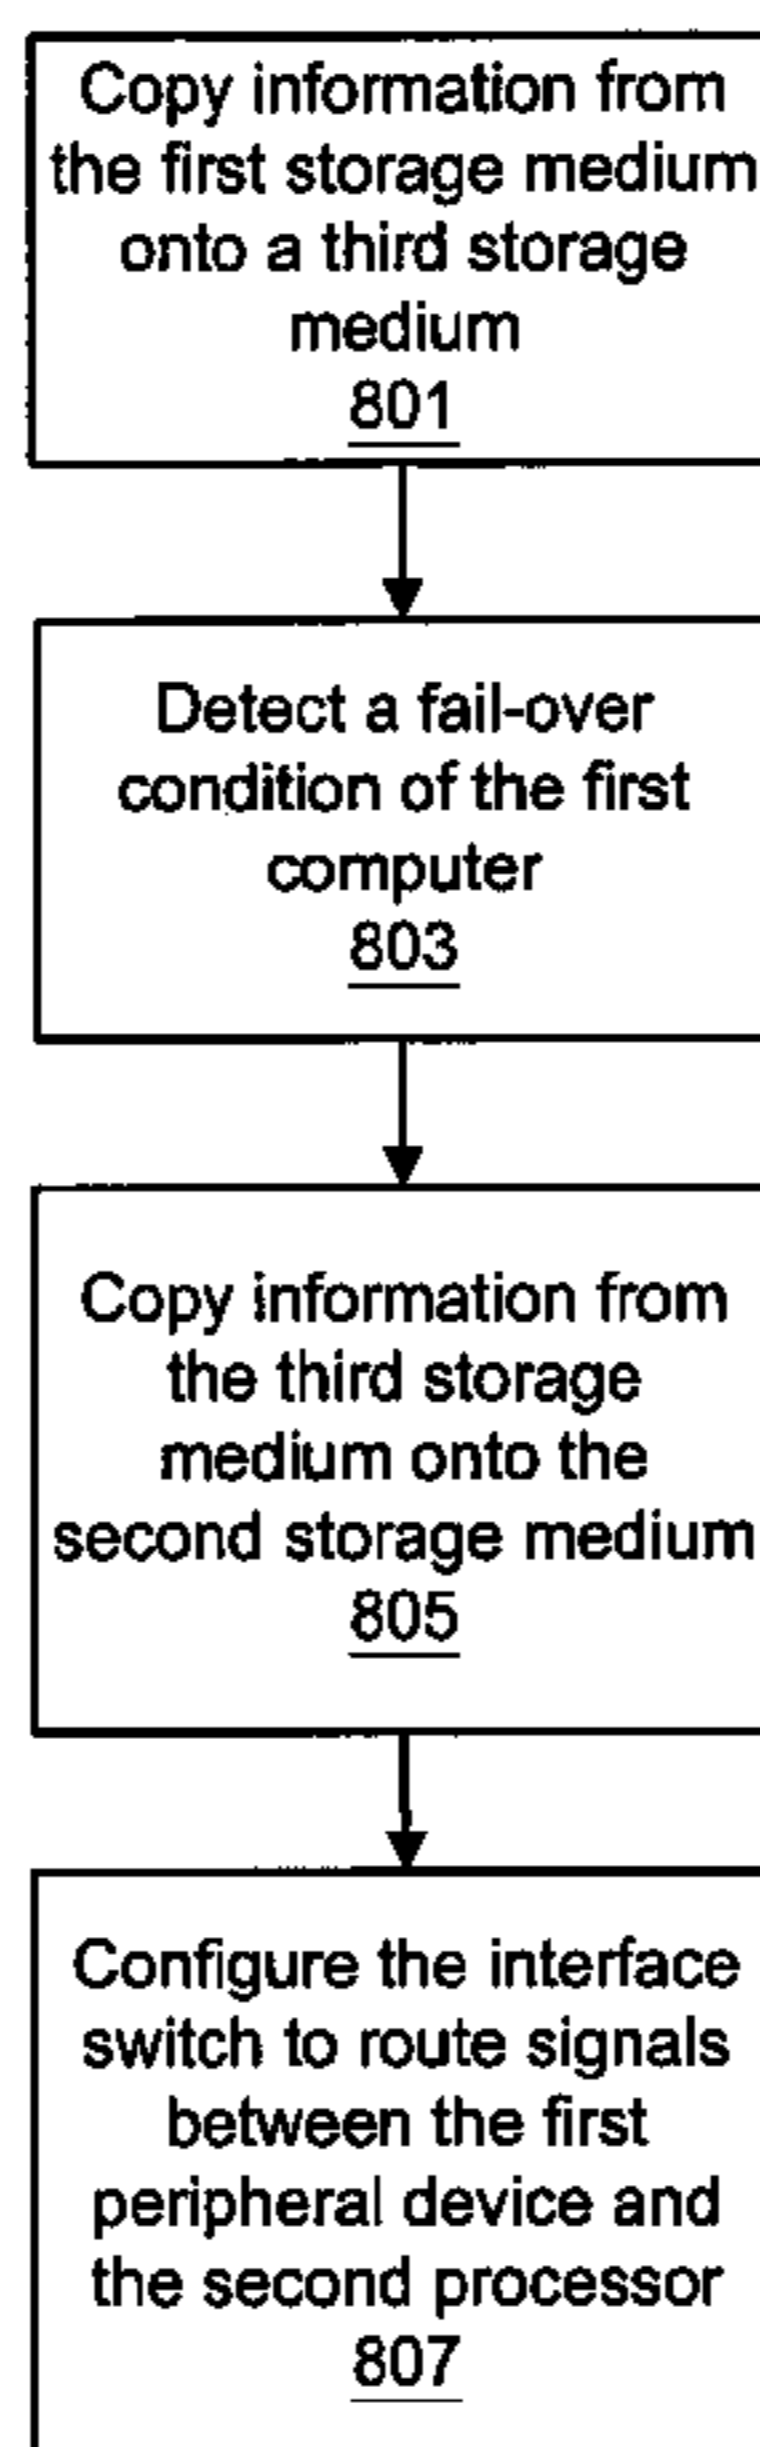 Copy information from
the first storage medium
onto a third storage
medium
801
Detect a fail-over
condition of the first
computer
803
Copy information from
the third storage
medium onto the
second storage medium
805
Configure the interface
switch to route signals
between the first
peripheral device and
the second processor
807